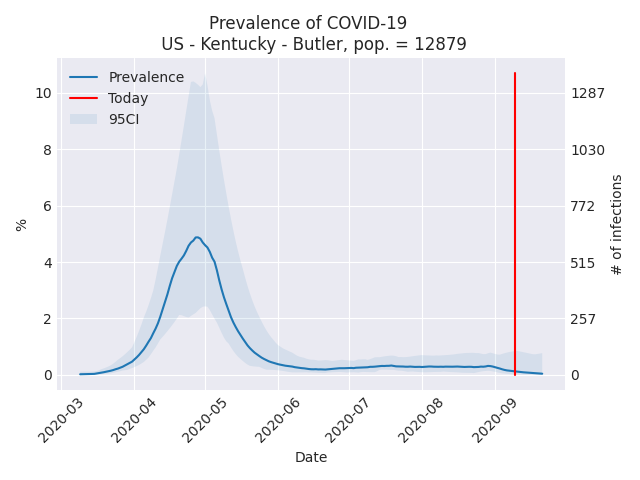 Prevalence of COVID-19
US - Kentucky - Butler, pop. = 12879
Prevalence
Today
95CI
%
10
8
6
4
2
0
1287
1030
772
515
257
0
# of infections
2020-03
2020-04
2020-05
2020-06
2020-07
2020-08
2020-09
Date